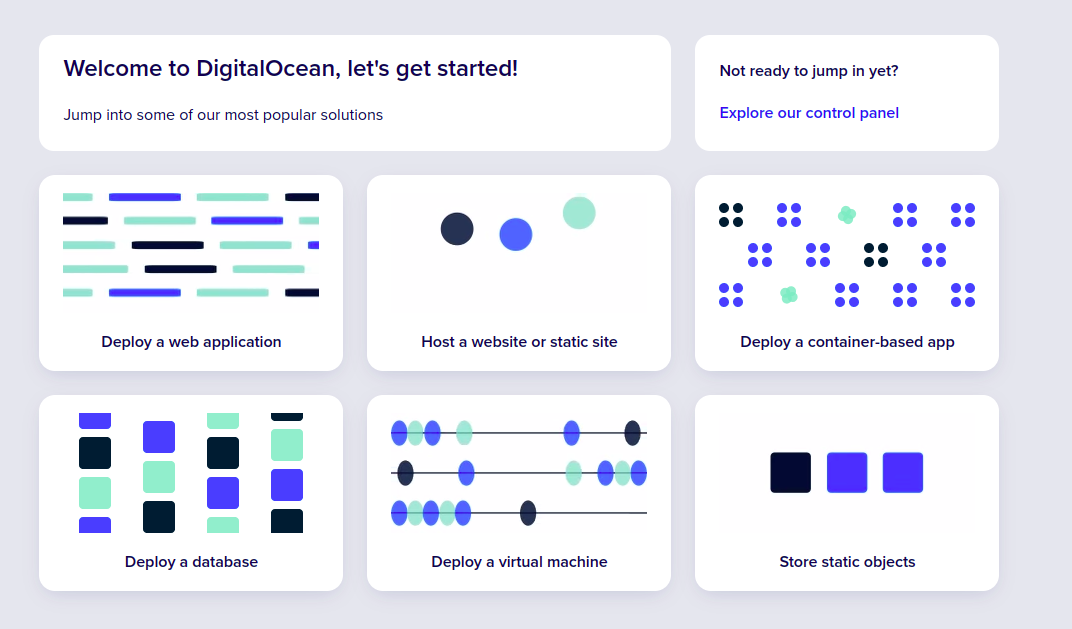 Welcome to DigitalOcean, let's get started!
Jump into some of our most popular solutions
Not ready to jump in yet?
Explore our control panel
Deploy a web application
Host a website or static site
Deploy a container-based app
Deploy a database
Deploy a virtual machine
Store static objects